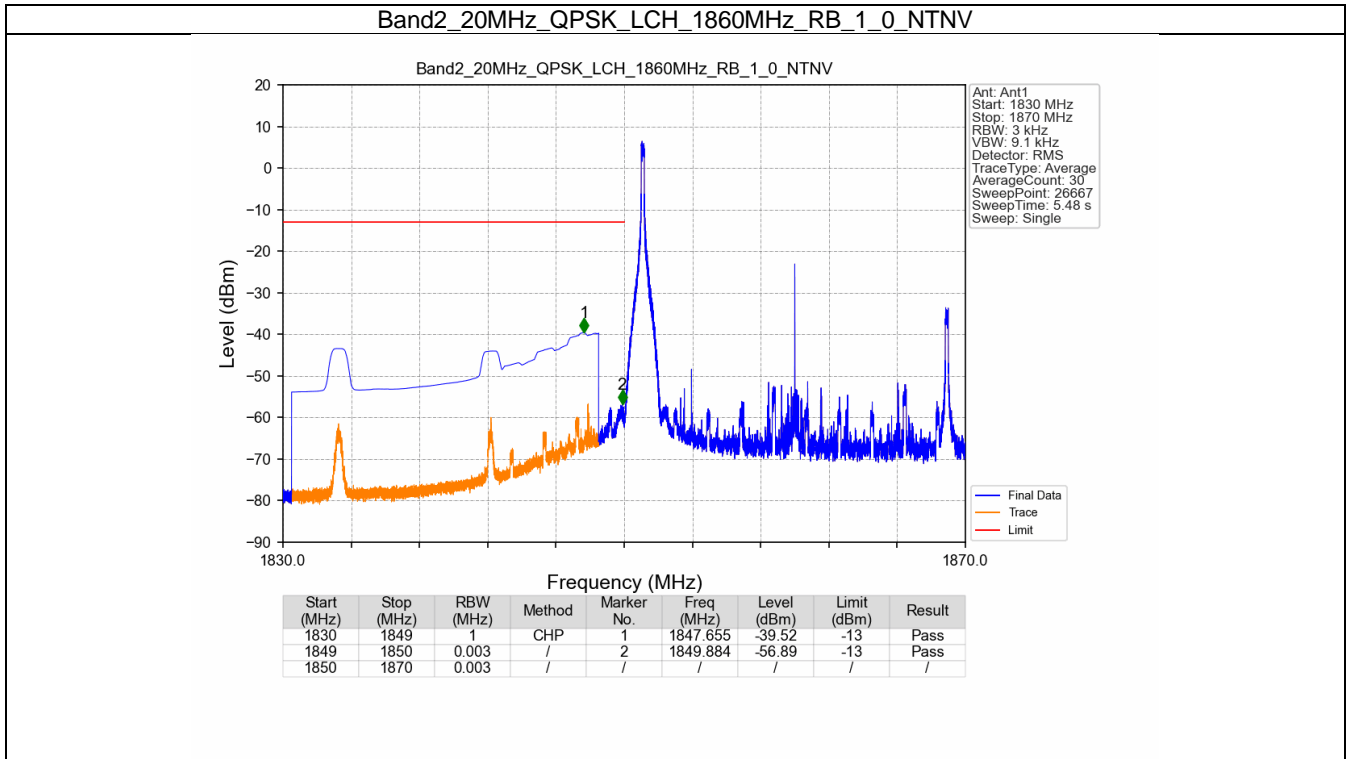 Band2_20MHz_QPSK_LCH_1860MHz_RB_1_0_NTNV
Band2_20MHz_QPSK_LCH_1860MHz_RB_1_0_NTNV
Ant: Ant1
Start: 1830 MHz
Stop: 1870 MHz
RBW: 3 kHz
VBW: 9.1 kHz
Detector: RMS
TraceType: Average
AverageCount: 30
SweepPoint: 26667
SweepTime: 5.48 s
Sweep: Single
Level (dBm)
20
10
0
−10
−20
−30
−40
−50
−60
−70
−80
−90
1
2
Final Data
Trace
Limit
1830.0 1870.0
Frequency (MHz)
Start (MHz) Stop (MHz) RBW (MHz) Method Marker No. Freq (MHz) Level (dBm) Limit (dBm) Result
1830 1849 1 CHP 1 1847.655 -39.52 -13 Pass
1849 1850 0.003 / 2 1849.884 -56.89 -13 Pass
1850 1870 0.003 / / / / / /